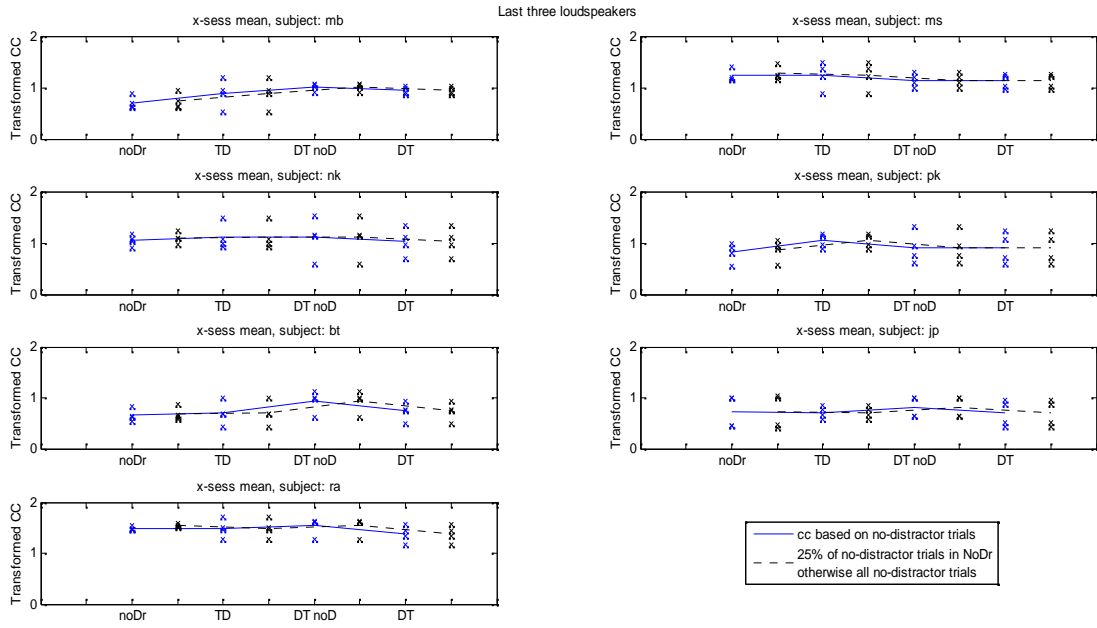 Last three loudspeakers
x-sess mean, subject: mb
Transformed CC
2
1
0
noDr TD DT noD DT
x-sess mean, subject: ms
Transformed CC
2
1
0
noDr TD DT noD DT
x-sess mean, subject: nk
Transformed CC
2
1
0
noDr TD DT noD DT
x-sess mean, subject: pk
Transformed CC
2
1
0
noDr TD DT noD DT
x-sess mean, subject: bt
Transformed CC
2
1
0
noDr TD DT noD DT
x-sess mean, subject: jp
Transformed CC
2
1
0
noDr TD DT noD DT
x-sess mean, subject: ra
Transformed CC
2
1
0
noDr TD DT noD DT
cc based on no-distractor trials
25% of no-distractor trials in NoDr
otherwise all no-distractor trials